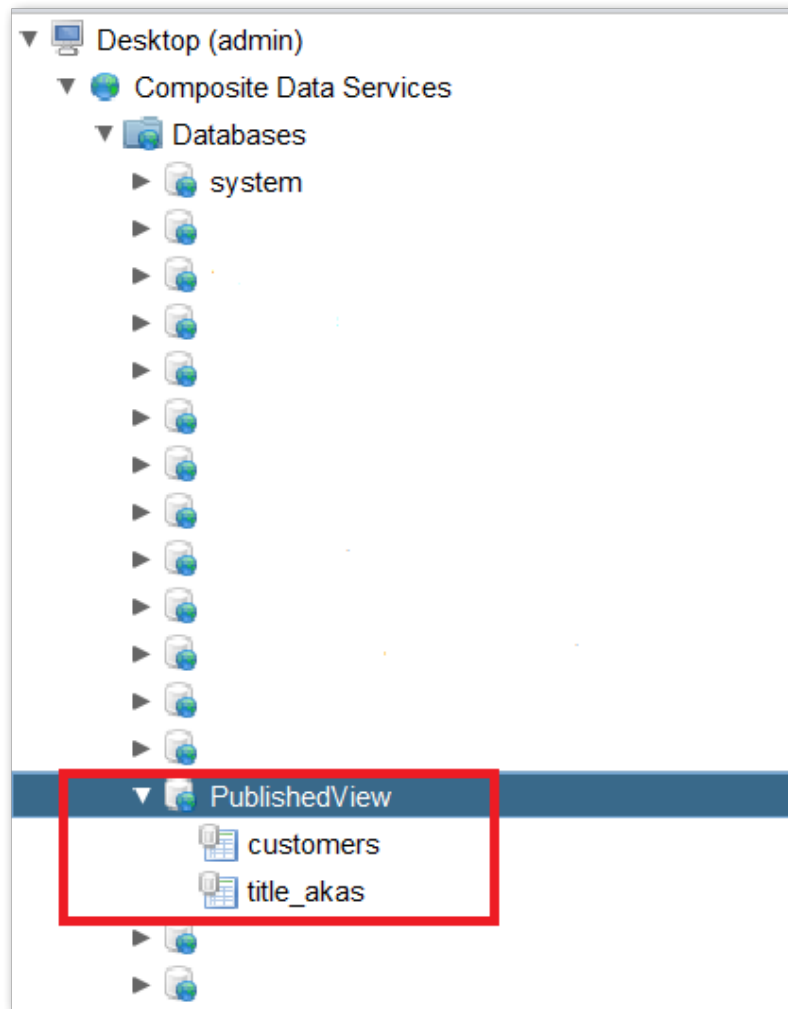 Desktop (admin)
Composite Data Services
Databases
system
PublishedView
customers
title_akas